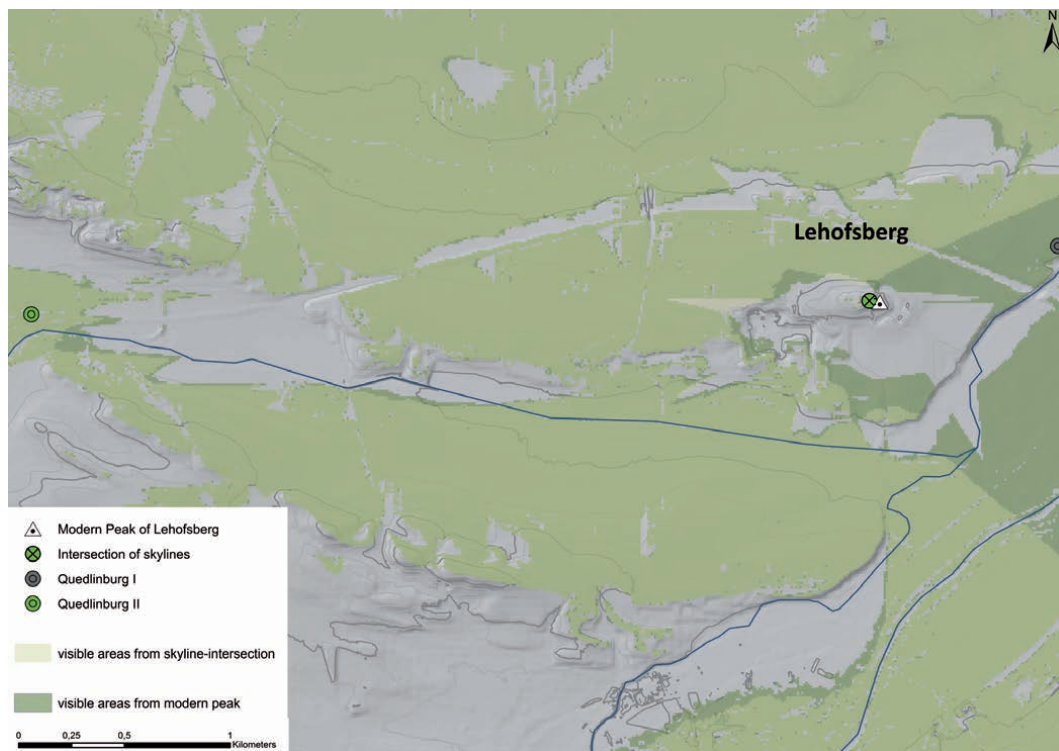 N
Lehofsberg
Modern Peak of Lehofsberg
Intersection of skylines
Quedlinburg I
Quedlinburg II
visible areas from skyline-intersection
visible areas from modern peak
0 0,25 0,5 1
Kilometers